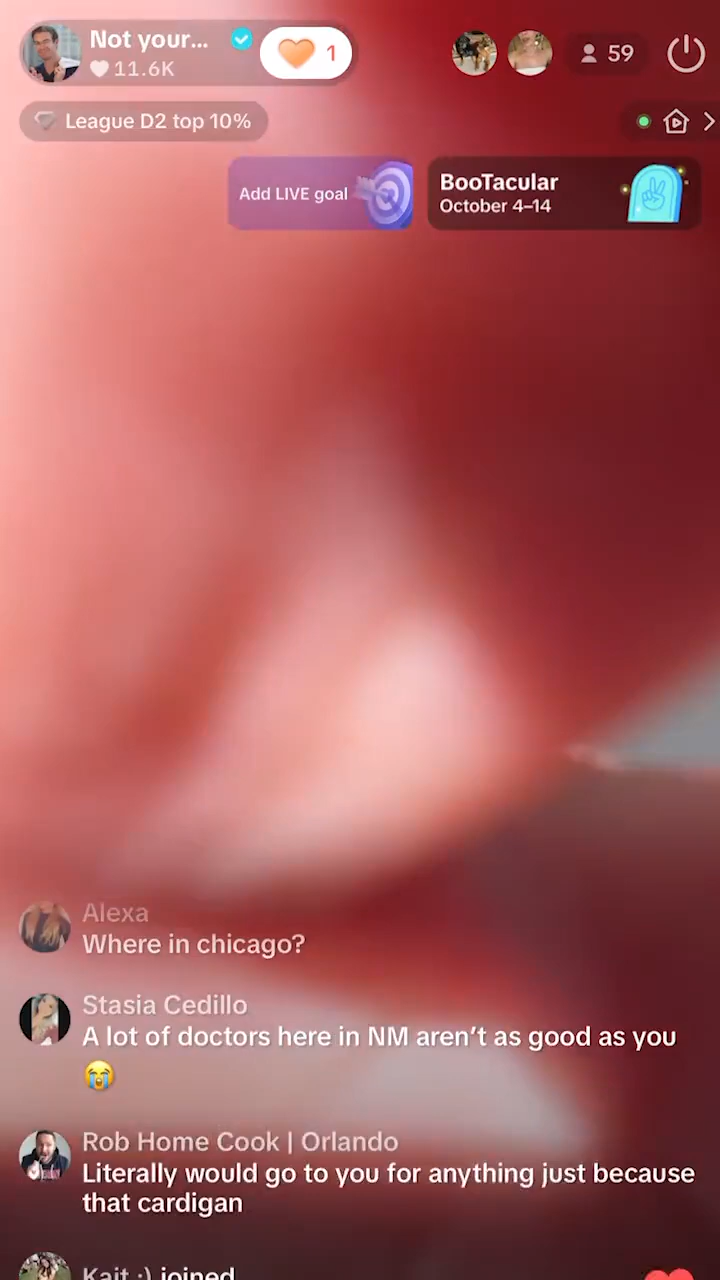 Not your...
1
11.6K
59
League D2 top 10%
Add LIVE goal
BooTacular
October 4–14
Alexa
Where in chicago?
Stasia Cedillo
A lot of doctors here in NM aren't as good as you
😭
Rob Home Cook | Orlando
Literally would go to you for anything just because
that cardigan
Kait :) joined